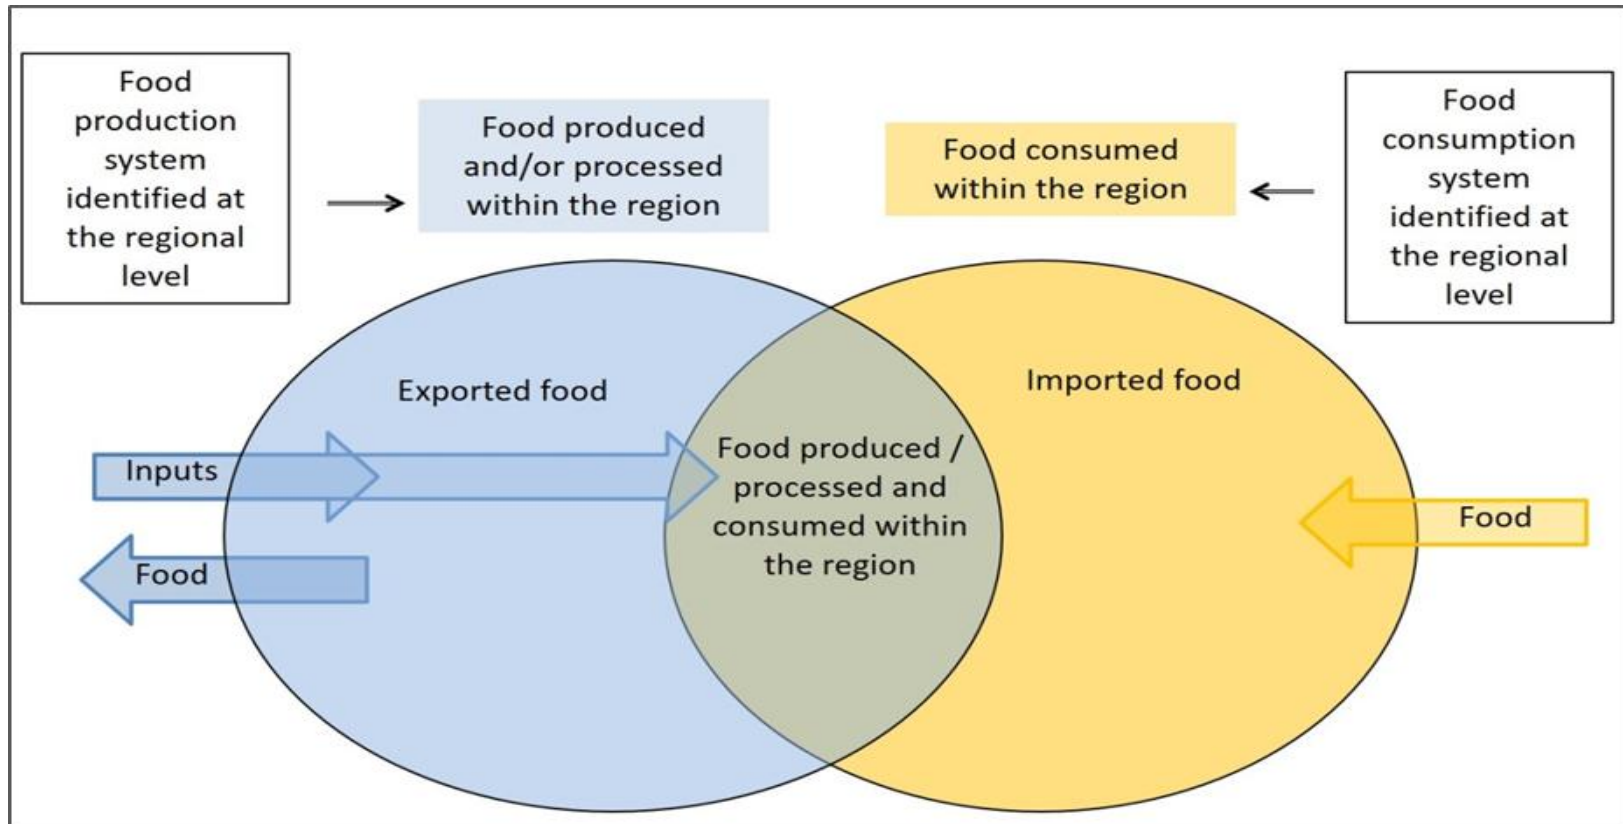 Food
production
system
identified at
the regional
level
Food produced
and/or processed
within the region
Food consumed
within the region
Food
consumption
system
identified at
the regional
level
Exported food
Imported food
Inputs
Food
Food produced /
processed and
consumed within
the region
Food